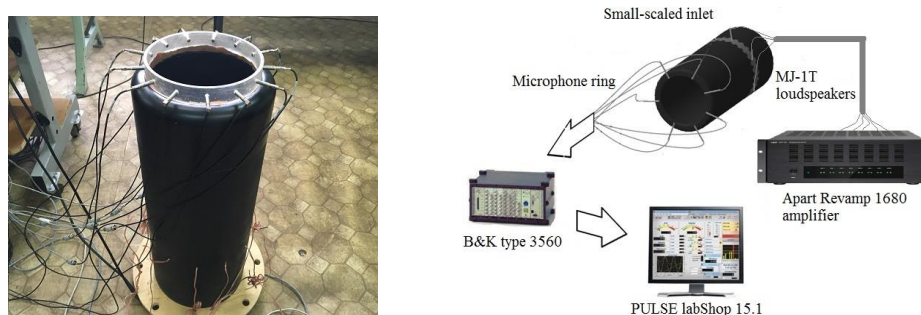 Small-scaled inlet
Microphone ring
MJ-1T
loudspeakers
Apart Revamp 1680
amplifier
B&K type 3560
PULSE labShop 15.1